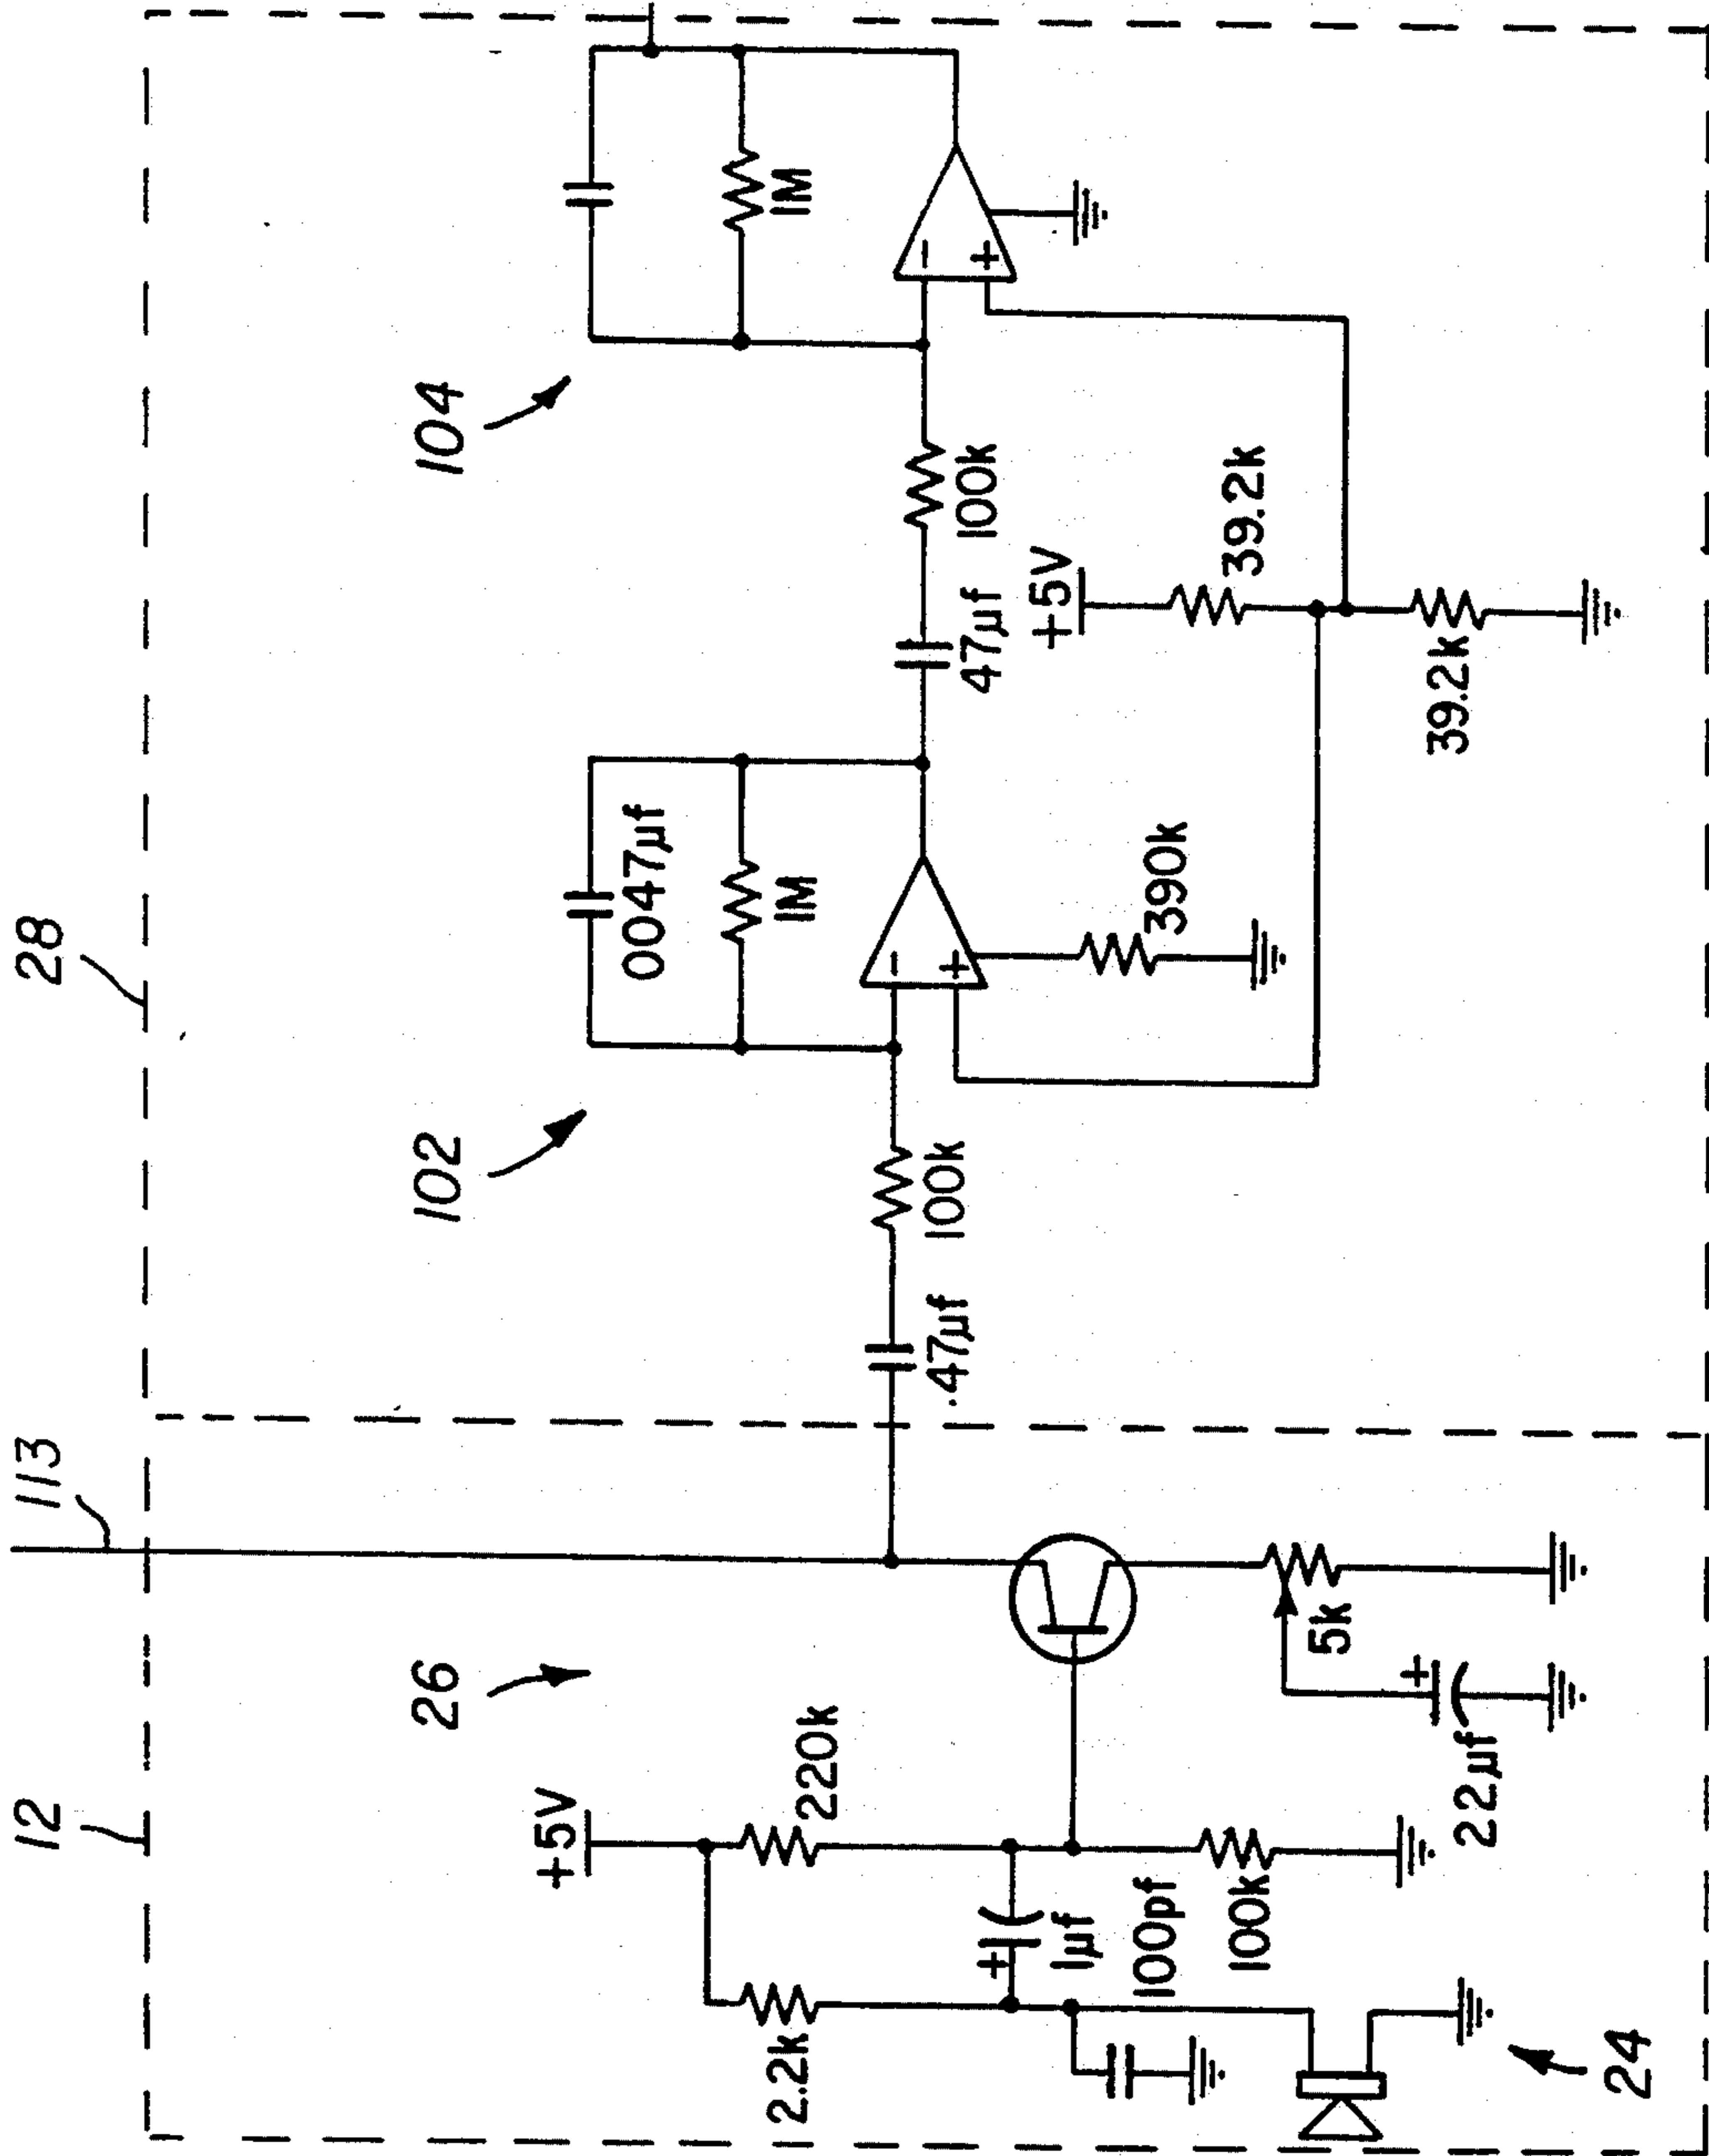 12
113
28
26
102
104
+5V
220k
2.2k
1µf
+
100pf
100k
24
22µf
+
5k
.47µf
100k
0047µf
1M
−
+
390k
47µf
100k
+5V
39.2k
39.2k
1M
−
+